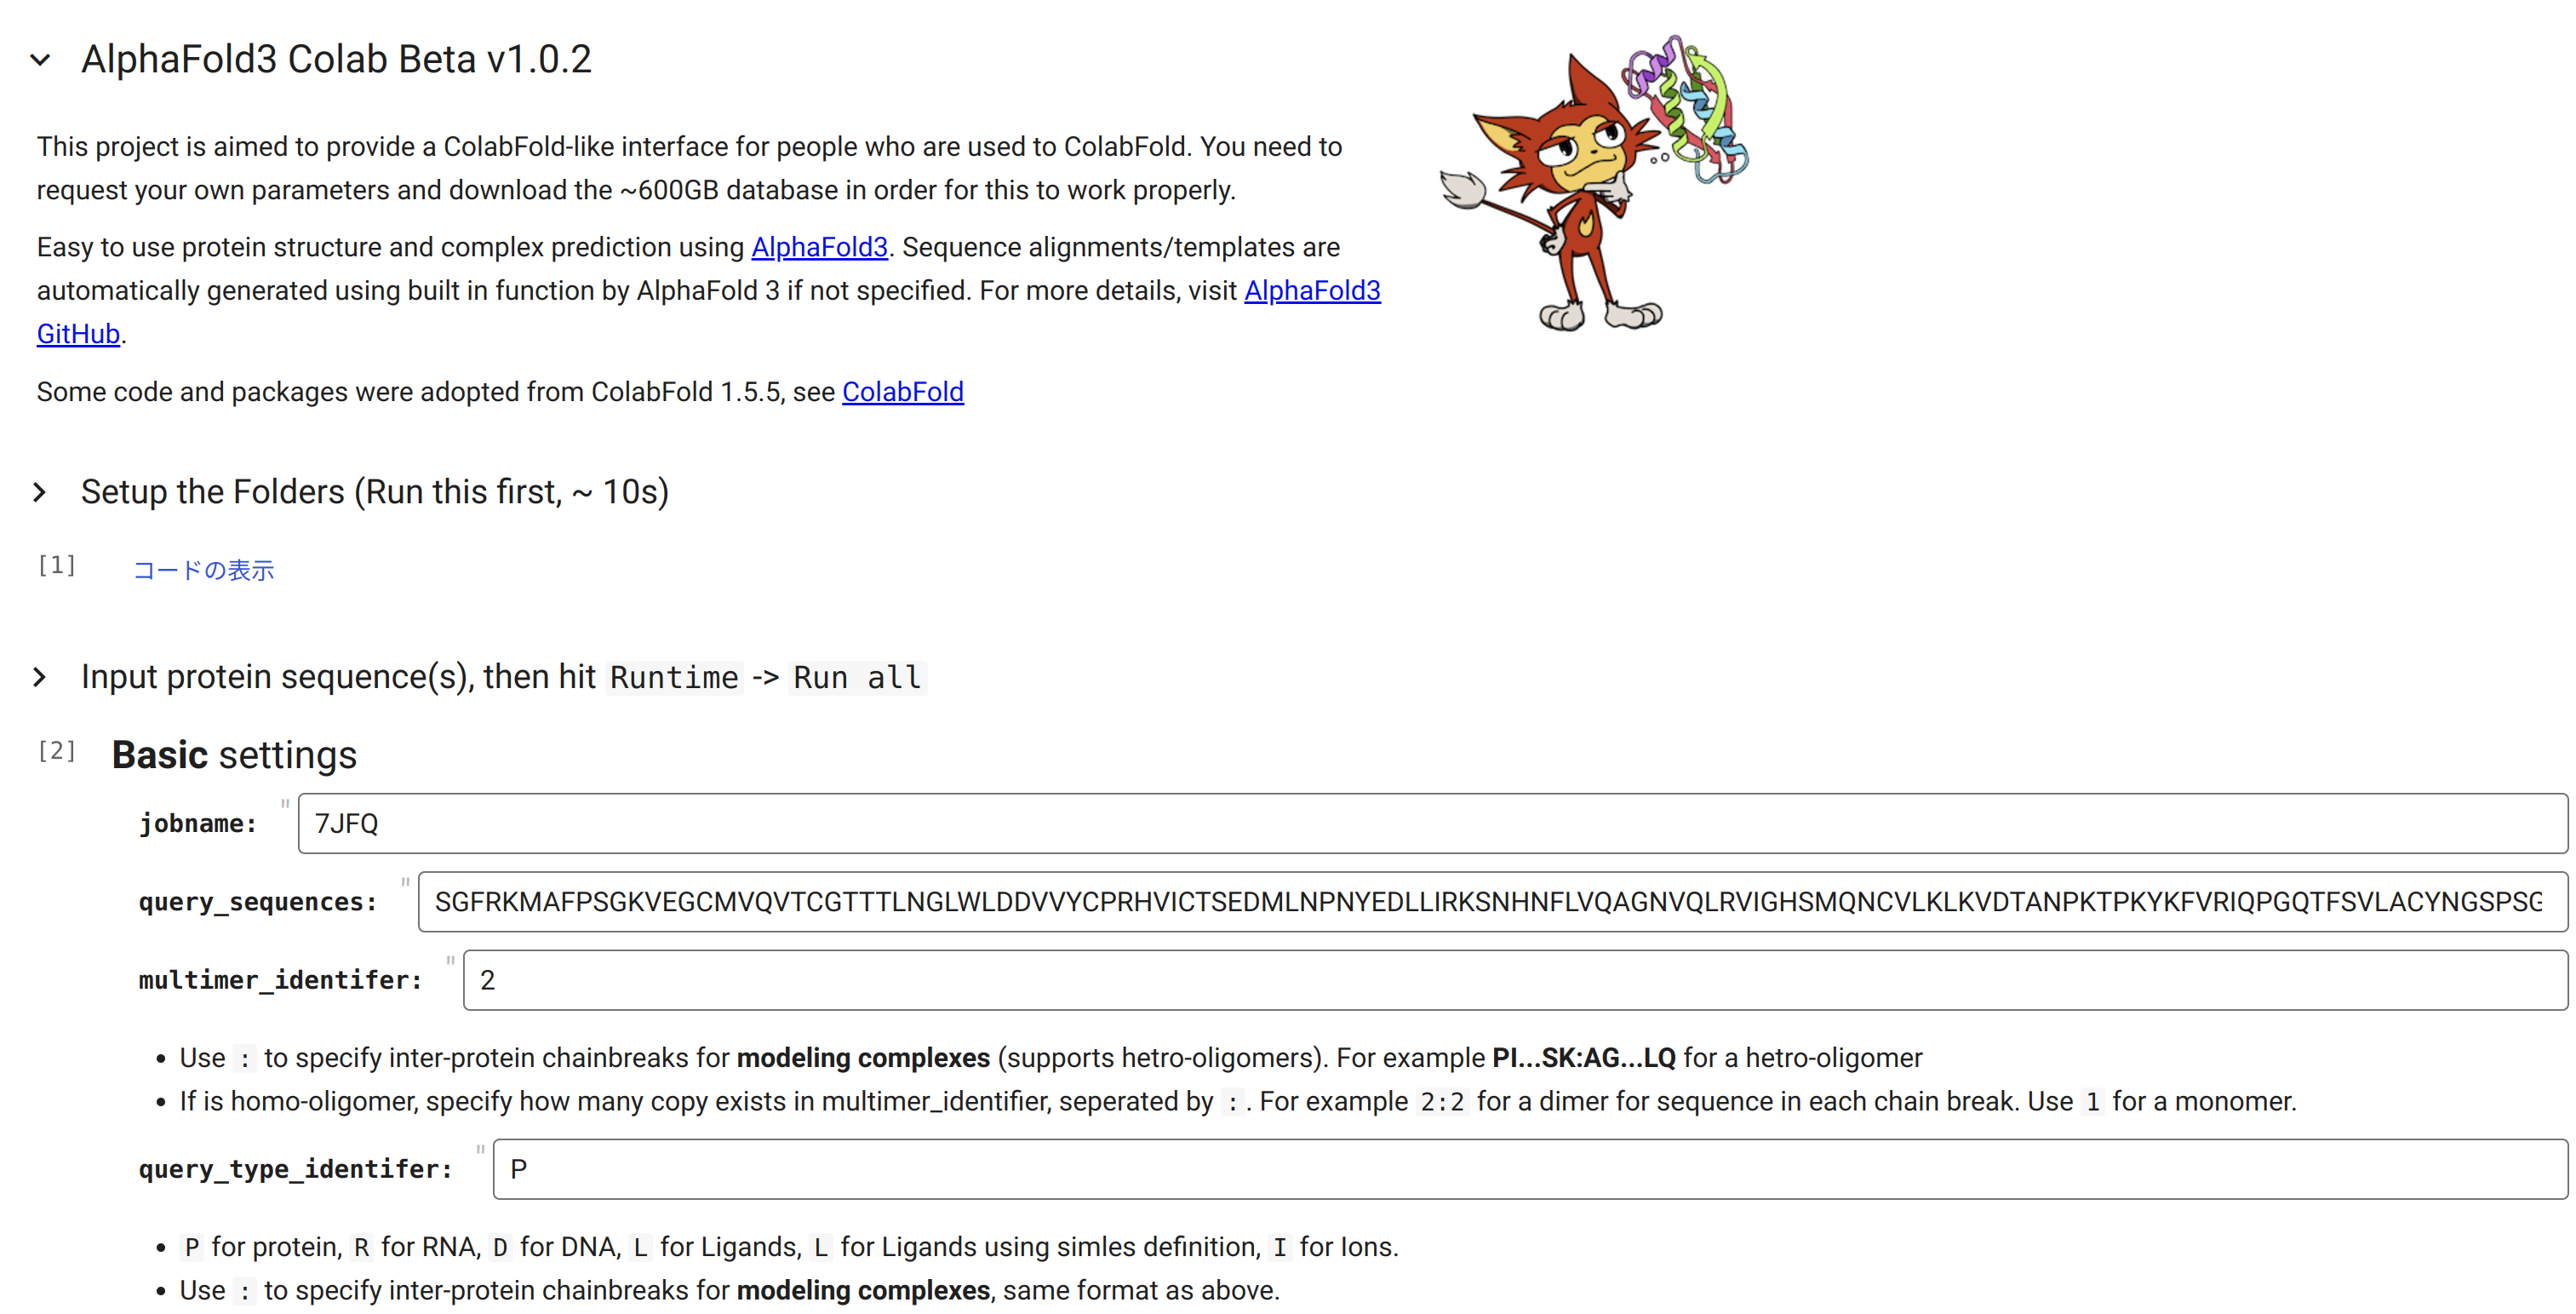 AlphaFold3 Colab Beta v1.0.2
This project is aimed to provide a ColabFold-like interface for people who are used to ColabFold. You need to
request your own parameters and download the ~600GB database in order for this to work properly.
Easy to use protein structure and complex prediction using AlphaFold3. Sequence alignments/templates are
automatically generated using built in function by AlphaFold 3 if not specified. For more details, visit AlphaFold3
GitHub.
Some code and packages were adopted from ColabFold 1.5.5, see ColabFold
Setup the Folders (Run this first, ~ 10s)
[1] コードの表示
Input protein sequence(s), then hit Runtime -> Run all
[2] Basic settings
jobname: " 7JFQ
query_sequences: " SGFRKMAFPSGKVEGCMVQVTCGTTTLNGLWLDDVVYCPRHVICTSEDMLNPNYEDLLIRKSNHNFLVQAGNVQLRVIGHSMQNCVLKLKVDTANPKTPKYKFVRIQPGQTFSVLACYNGSPSG
multimer_identifer: " 2
• Use : to specify inter-protein chainbreaks for modeling complexes (supports hetro-oligomers). For example PI...SK:AG...LQ for a hetro-oligomer
• If is homo-oligomer, specify how many copy exists in multimer_identifier, seperated by :. For example 2:2 for a dimer for sequence in each chain break. Use 1 for a monomer.
query_type_identifer: " P
• P for protein, R for RNA, D for DNA, L for Ligands, L for Ligands using simles definition, I for Ions.
• Use : to specify inter-protein chainbreaks for modeling complexes, same format as above.